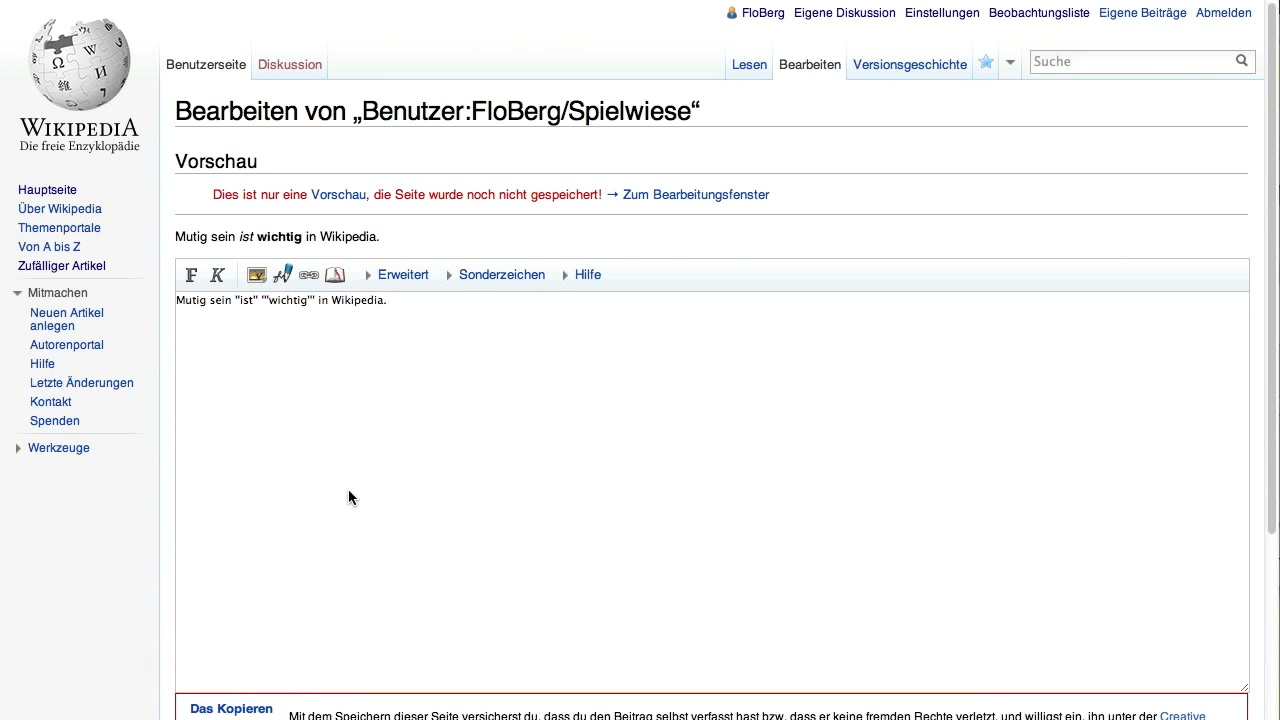 FloBerg Eigene Diskussion Einstellungen Beobachtungsliste Eigene Beiträge Abmelden
Benutzerseite Diskussion Lesen Bearbeiten Versionsgeschichte Suche
WIKIPEDIA
Die freie Enzyklopädie
Hauptseite
Über Wikipedia
Themenportale
Von A bis Z
Zufälliger Artikel
Mitmachen
Neuen Artikel
anlegen
Autorenportal
Hilfe
Letzte Änderungen
Kontakt
Spenden
Werkzeuge
Bearbeiten von „Benutzer:FloBerg/Spielwiese“
Vorschau
Dies ist nur eine Vorschau, die Seite wurde noch nicht gespeichert! → Zum Bearbeitungsfenster
Mutig sein ist wichtig in Wikipedia.
F K Erweitert Sonderzeichen Hilfe
Mutig sein ''ist'' '''wichtig''' in Wikipedia.
Das Kopieren
Mit dem Speichern dieser Seite versicherst du, dass du den Beitrag selbst verfasst hast bzw. dass er keine fremden Rechte verletzt, und willigst ein, ihn unter der Creative